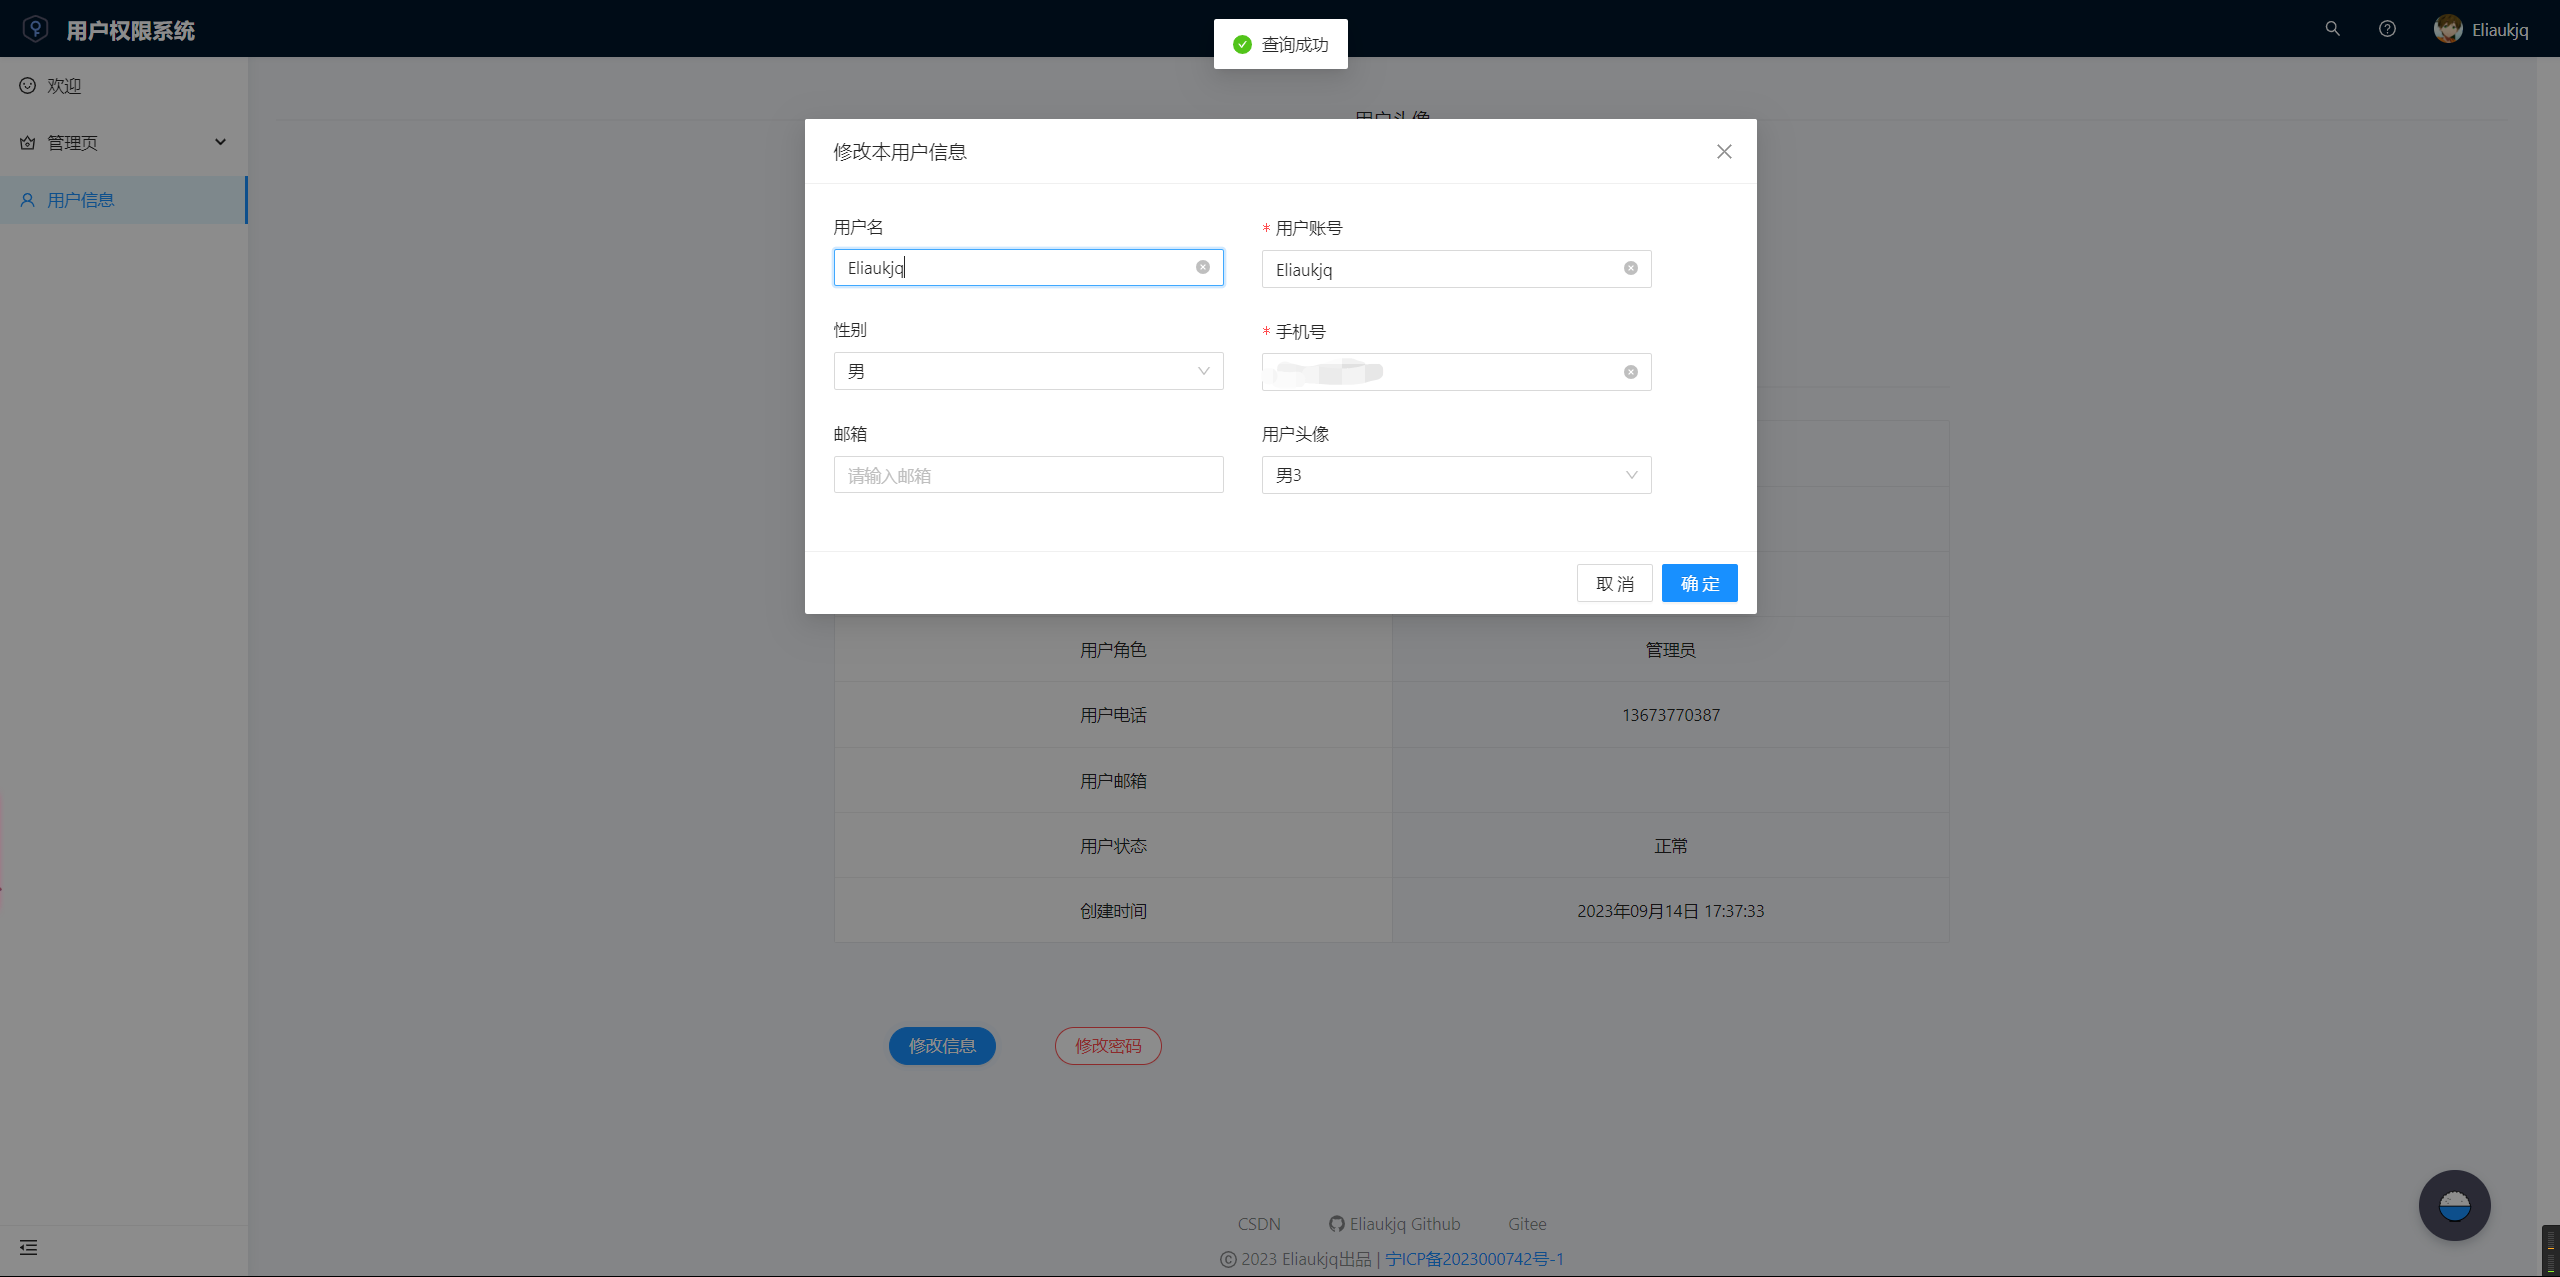 用户权限系统
查询成功
Eliaukjq
欢迎
管理页
用户信息
修改本用户信息
用户名
* 用户账号
Eliaukjq
Eliaukjq
性别
* 手机号
男
邮箱
用户头像
请输入邮箱
男3
取 消
确 定
用户角色
管理员
用户电话
13673770387
用户邮箱
用户状态
正常
创建时间
2023年09月14日 17:37:33
修改信息
修改密码
CSDN
Eliaukjq Github
Gitee
© 2023 Eliaukjq出品 | 宁ICP备2023000742号-1